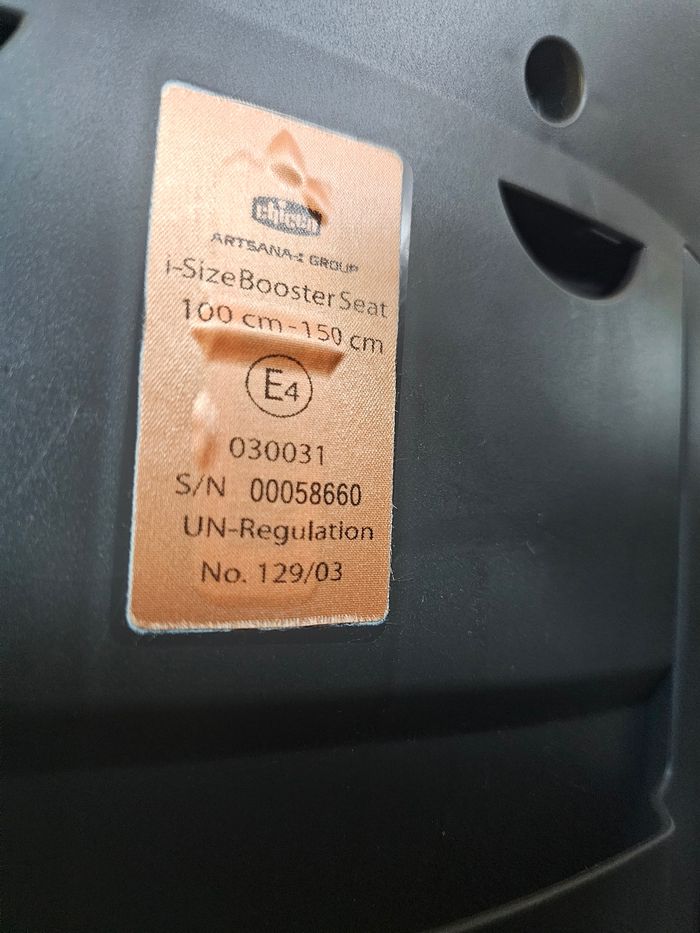 chicco
ARTSANA GROUP
i-Size Booster Seat
100 cm - 150 cm
E4
030031
S/N 00058660
UN-Regulation
No. 129/03